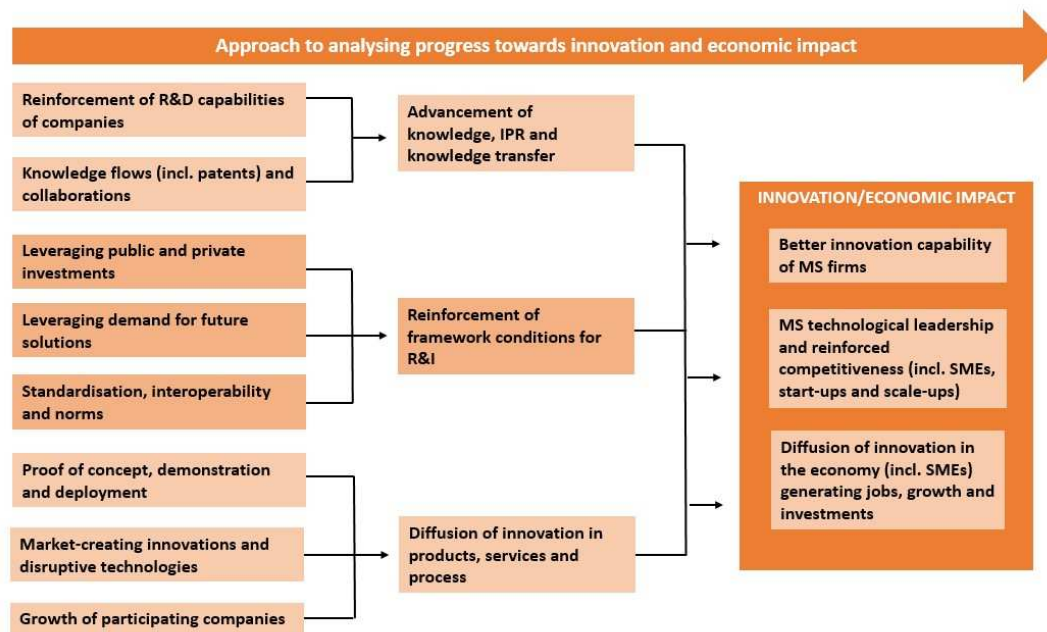 Approach to analysing progress towards innovation and economic impact
Reinforcement of R&D capabilities
of companies
Knowledge flows (incl. patents) and
collaborations
Leveraging public and private
investments
Leveraging demand for future
solutions
Standardisation, interoperability
and norms
Proof of concept, demonstration
and deployment
Market-creating innovations and
disruptive technologies
Growth of participating companies
Advancement of
knowledge, IPR and
knowledge transfer
Reinforcement of
framework conditions for
R&I
Diffusion of innovation in
products, services and
process
INNOVATION/ECONOMIC IMPACT
Better innovation capability
of MS firms
MS technological leadership
and reinforced
competitiveness (incl. SMEs,
start-ups and scale-ups)
Diffusion of innovation in
the economy (incl. SMEs)
generating jobs, growth and
investments